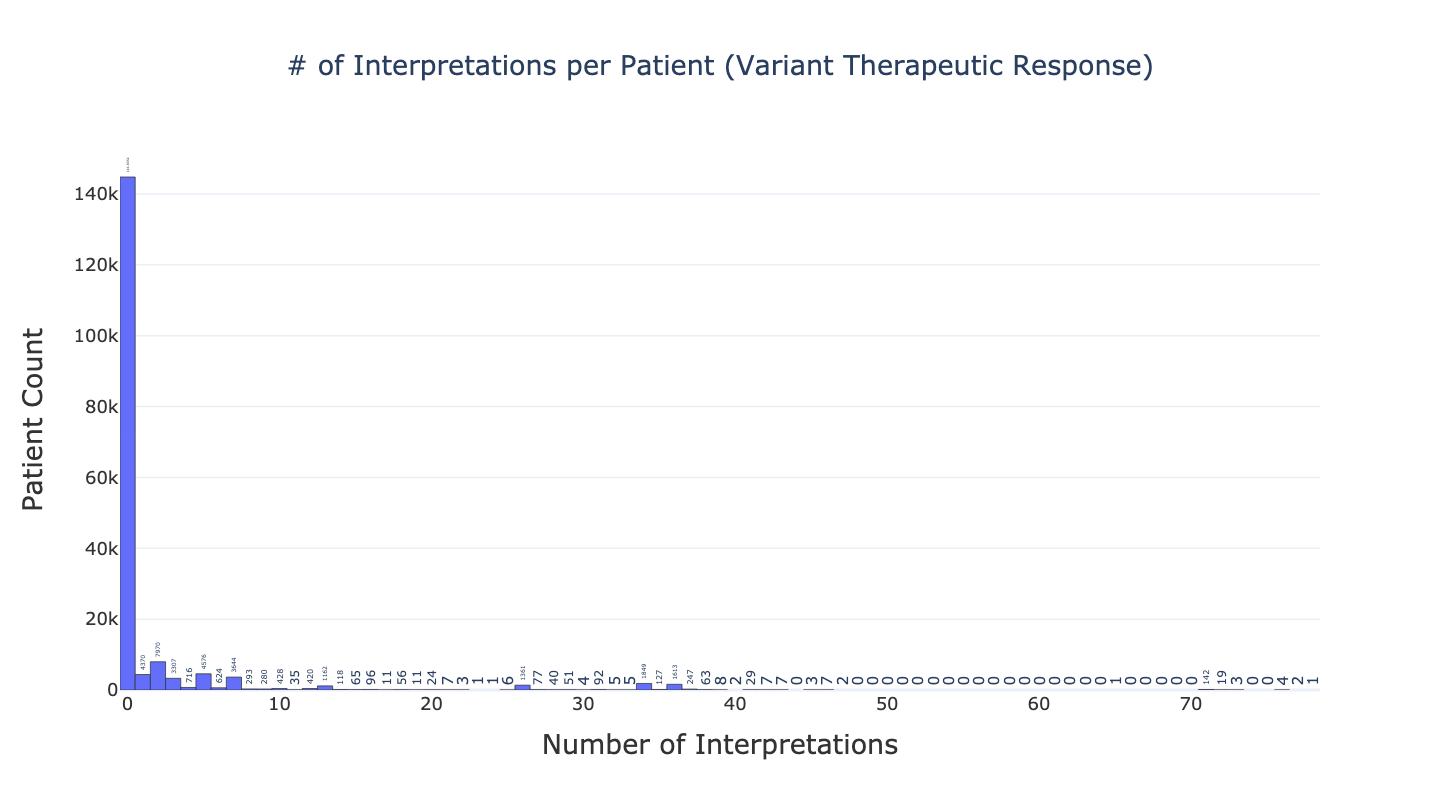 # of Interpretations per Patient (Variant Therapeutic Response)
140k
120k
100k
80k
60k
40k
20k
0
Patient Count
4370 7970 3307 716 4576 624 3644 293 280 428 35 420 1162 118 65 96 11 56 11 24 7 3 1 1 6 1361 77 40 51 4 92 5 5 1849 127 1613 247 63 8 2 29 7 7 0 3 7 2 0 0 0 0 0 0 0 0 0 0 0 0 0 0 0 0 0 1 0 0 0 0 0 142 19 3 0 0 4 2 1
0 10 20 30 40 50 60 70
Number of Interpretations